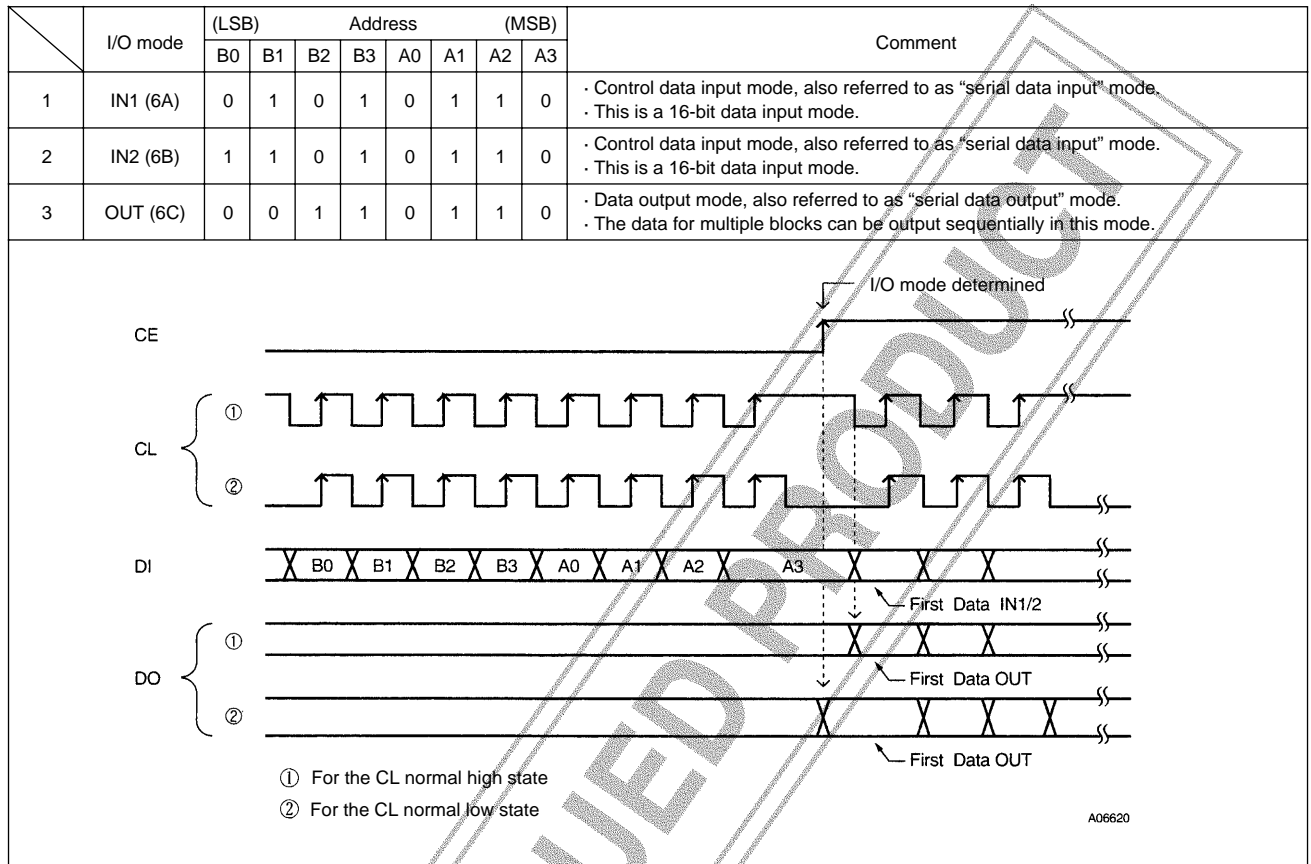 I/O mode (LSB) Address (MSB) Comment
B0 B1 B2 B3 A0 A1 A2 A3
1 IN1 (6A) 0 1 0 1 0 1 1 0 · Control data input mode, also referred to as “serial data input” mode.
· This is a 16-bit data input mode.
2 IN2 (6B) 1 1 0 1 0 1 1 0 · Control data input mode, also referred to as “serial data input” mode.
· This is a 16-bit data input mode.
3 OUT (6C) 0 0 1 1 0 1 1 0 · Data output mode, also referred to as “serial data output” mode.
· The data for multiple blocks can be output sequentially in this mode.
I/O mode determined
CE
①
CL
②
DI B0 B1 B2 B3 A0 A1 A2 A3
First Data IN1/2
①
DO
First Data OUT
②
First Data OUT
① For the CL normal high state
② For the CL normal low state
A06620
UED PRODUCT